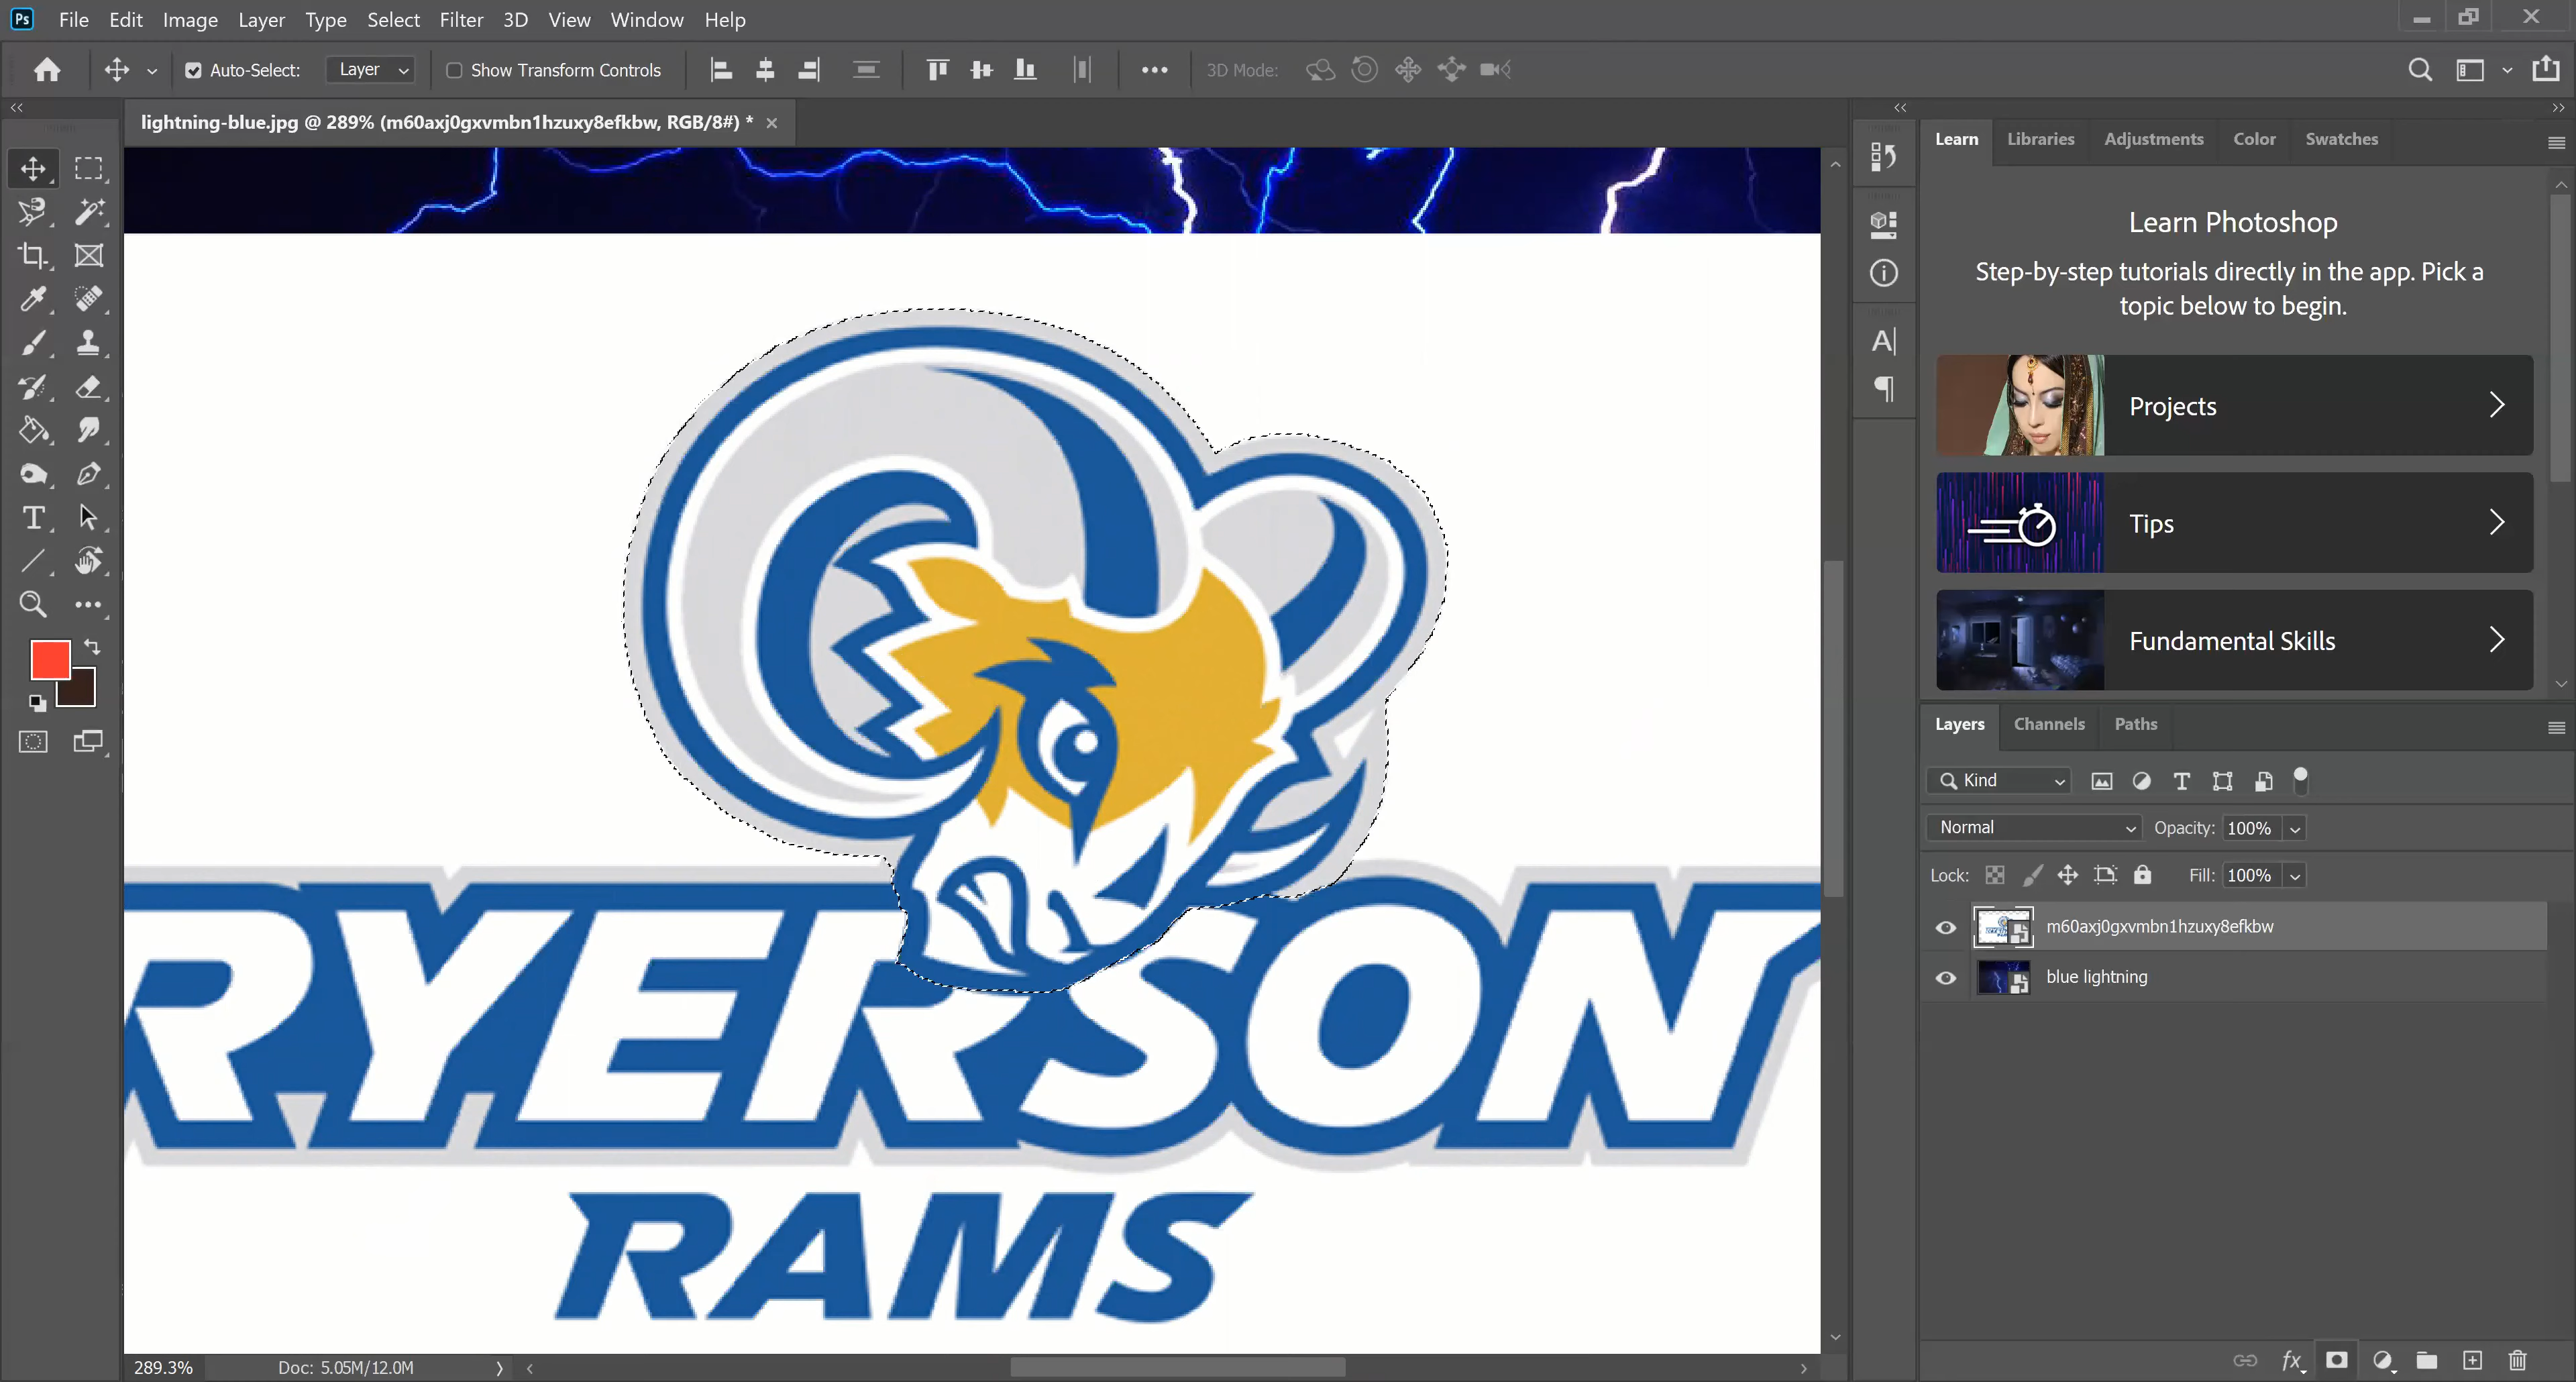 Ps File Edit Image Layer Type Select Filter 3D View Window Help
Auto-Select: Layer Show Transform Controls 3D Mode:
lightning-blue.jpg @ 289% (m60axj0gxvmbn1hzuxy8efkbw, RGB/8#) *
Learn Libraries Adjustments Color Swatches
Learn Photoshop
Step-by-step tutorials directly in the app. Pick a
topic below to begin.
Projects
Tips
Fundamental Skills
Layers Channels Paths
Kind
Normal Opacity: 100%
Lock: Fill: 100%
m60axj0gxvmbn1hzuxy8efkbw
blue lightning
RYERSON
RAMS
289.3% Doc: 5.05M/12.0M